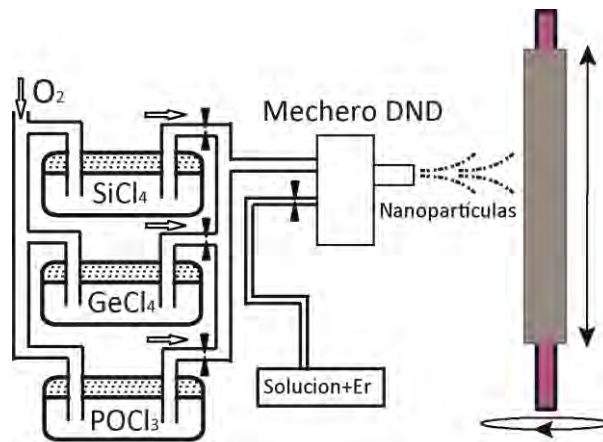 O₂
Mechero DND
SiCl₄
Nanopartículas
GeCl₄
Solucion+Er
POCl₃